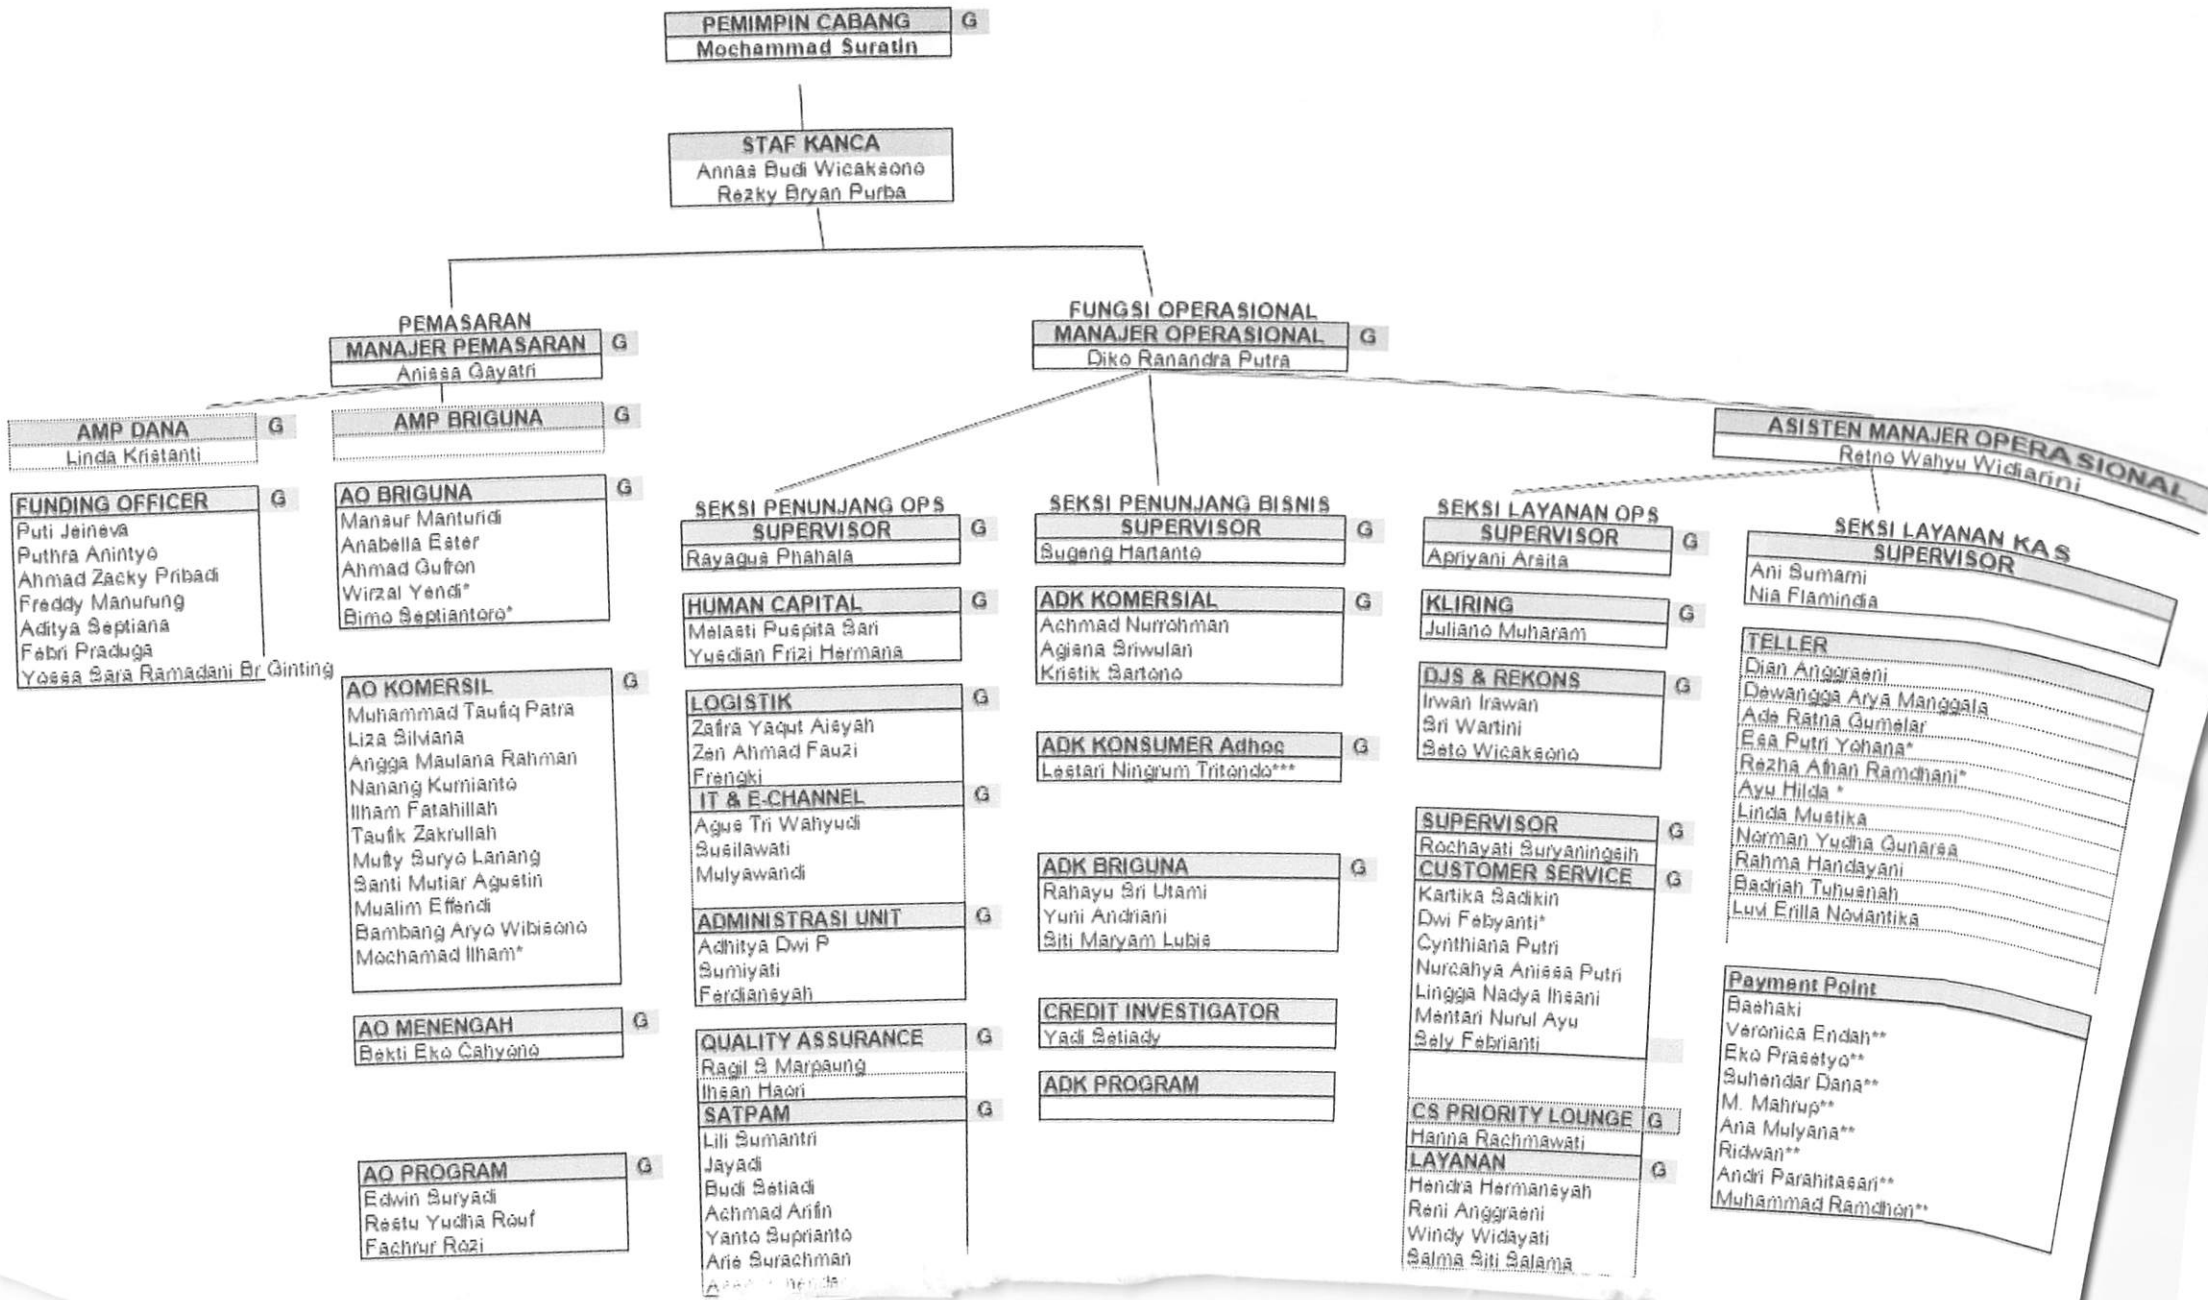 PEMIMPIN CABANG G
Mochammad Suratin
STAF KANCA
Annas Budi Wicaksono
Rezky Bryan Purba
PEMASARAN
MANAJER PEMASARAN G
Anissa Gayatri
AMP DANA G
Linda Kristanti
FUNDING OFFICER G
Puti Jeineva
Puthra Anintyo
Ahmad Zacky Pribadi
Freddy Manurung
Aditya Septiana
Febri Praduga
Yossa Sara Ramadani Br Ginting
AMP BRIGUNA G
AO BRIGUNA G
Mansur Manturidi
Anabella Ester
Ahmad Gufron
Wirzal Yendi*
Bimo Septiantoro*
AO KOMERSIL G
Muhammad Taufiq Patra
Liza Silviana
Angga Maulana Rahman
Nanang Kurnianto
Ilham Fatahillah
Taufik Zakrullah
Mufty Suryo Lanang
Santi Mutiar Agustin
Mualim Effendi
Bambang Aryo Wibisono
Mochamad Ilham*
AO MENENGAH G
Bekti Eko Cahyono
AO PROGRAM G
Edwin Suryadi
Restu Yudha Rouf
Fachrur Rozi
FUNGSI OPERASIONAL
MANAJER OPERASIONAL G
Diko Ranandra Putra
SEKSI PENUNJANG OPS
SUPERVISOR G
Rayagus Phahala
HUMAN CAPITAL G
Melasti Puspita Sari
Yusdian Frizi Hermana
LOGISTIK G
Zafira Yaqut Aisyah
Zen Ahmad Fauzi
Frengki
IT & E-CHANNEL G
Agus Tri Wahyudi
Susilawati
Mulyawandi
ADMINISTRASI UNIT G
Adhitya Dwi P
Sumiyati
Ferdiansyah
QUALITY ASSURANCE G
Ragil S Marpaung
Ihsan Haori
SATPAM G
Lili Sumantri
Jayadi
Budi Setiadi
Achmad Arifin
Yanto Suprianto
Arie Surachman
SEKSI PENUNJANG BISNIS
SUPERVISOR G
Sugeng Hartanto
ADK KOMERSIAL G
Achmad Nurrohman
Agiana Sriwulan
Kristik Sartono
ADK KONSUMER Adhoc G
Lestari Ningrum Tritondo***
ADK BRIGUNA G
Rahayu Sri Utami
Yuni Andriani
Siti Maryam Lubis
CREDIT INVESTIGATOR
Yadi Setiady
ADK PROGRAM
ASISTEN MANAJER OPERASIONAL
Retno Wahyu Widiarini
SEKSI LAYANAN OPS
SUPERVISOR G
Apriyani Arsita
KLIRING G
Juliano Muharam
DJS & REKONS G
Irwan Irawan
Sri Wartini
Seto Wicaksono
SUPERVISOR G
Rochayati Suryaningsih
CUSTOMER SERVICE G
Kartika Sadikin
Dwi Febyanti*
Cynthiana Putri
Nurcahya Anissa Putri
Lingga Nadya Ihsani
Mentari Nurul Ayu
Sely Febrianti
CS PRIORITY LOUNGE G
Hanna Rachmawati
LAYANAN G
Hendra Hermansyah
Reni Anggraeni
Windy Widayati
Salma Siti Salama
SEKSI LAYANAN KAS
SUPERVISOR
Ani Sumarni
Nia Flamindia
TELLER
Dian Anggraeni
Dewangga Arya Manggala
Ade Ratna Gumelar
Esa Putri Yohana*
Rezha Afnan Ramdhani*
Ayu Hilda *
Linda Mustika
Norman Yudha Gunarsa
Rahma Handayani
Badriah Tuhusnah
Luvi Erilla Noviantika
Payment Point
Bashaki
Veronica Endah**
Eko Prasetyo**
Suhendar Dana**
M. Mahrup**
Ana Mulyana**
Ridwan**
Andri Parahitasari**
Muhammad Ramdhon**